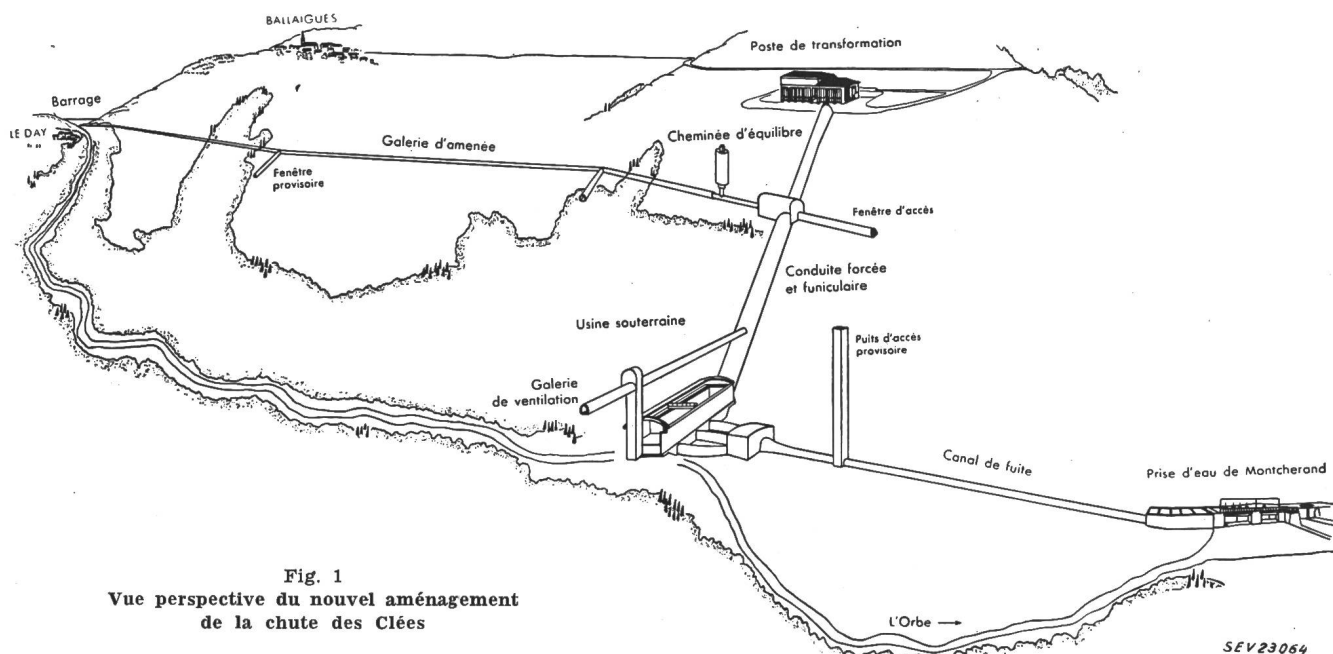 BALLAIGUES
Poste de transformation
Barrage
LE DAY
Galerie d'amenée
Cheminée d'équilibre
Fenêtre
provisoire
Fenêtre d'accès
Conduite forcée
et funiculaire
Usine souterraine
Puits d'accès
provisoire
Galerie
de ventilation
Canal de fuite
Prise d'eau de Montcherand
L'Orbe →
Fig. 1
Vue perspective du nouvel aménagement
de la chute des Clées
SEV23064